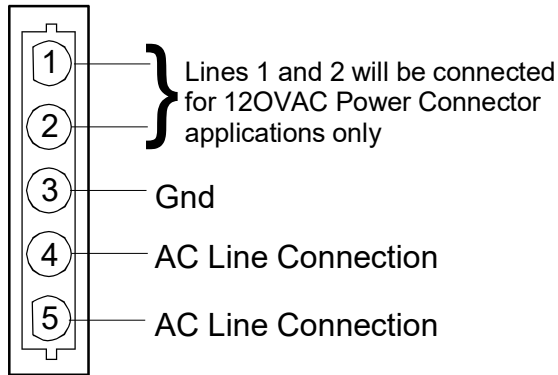 1
Lines 1 and 2 will be connected
for 12OVAC Power Connector
2
applications only
3 Gnd
4 AC Line Connection
5 AC Line Connection